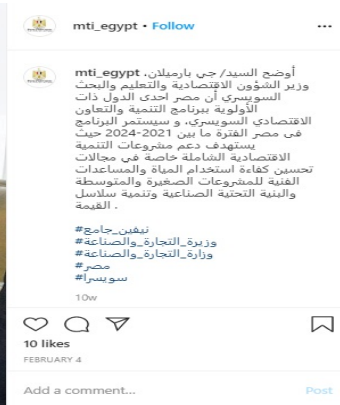 mti_egypt • Follow
mti_egypt أوضح السيد/ جي بارميلان،
وزير الشؤون الاقتصادية والتعليم والبحث
السويسري أن مصر احدى الدول ذات
الأولوية ببرنامج التنمية والتعاون
الاقتصادي السويسري، و سيستمر البرنامج
فى مصر الفترة ما بين 2021-2024 حيث
يستهدف دعم مشروعات التنمية
الاقتصادية الشاملة خاصة في مجالات
تحسين كفاءة استخدام المياة والمساعدات
الفنية للمشروعات الصغيرة والمتوسطة
والبنية التحتية الصناعية وتنمية سلاسل
القيمة .
#نيفين_جامع
#وزيرة_التجارة_والصناعة
#وزارة_التجارة_والصناعة
#مصر
#سويسرا
10w
10 likes
FEBRUARY 4
Add a comment...
Post